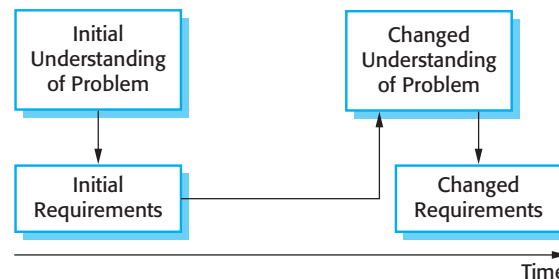 Initial
Understanding
of Problem
Changed
Understanding
of Problem
Initial
Requirements
Changed
Requirements
Time